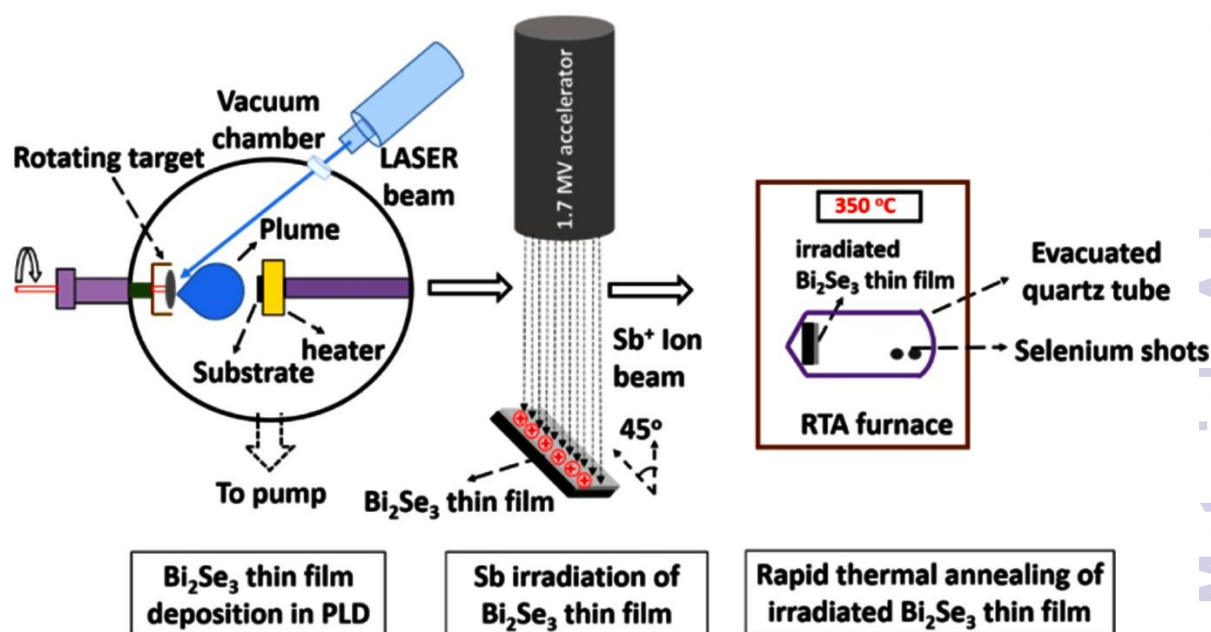 Vacuum
chamber
LASER
beam
Rotating target
Plume
heater
Substrate
To pump
Bi₂Se₃ thin film
deposition in PLD
1.7 MV accelerator
Sb⁺ Ion
beam
45º
Bi₂Se₃ thin film
Sb irradiation of
Bi₂Se₃ thin film
350 ºC
irradiated
Bi₂Se₃ thin film
Evacuated
quartz tube
Selenium shots
RTA furnace
Rapid thermal annealing of
irradiated Bi₂Se₃ thin film